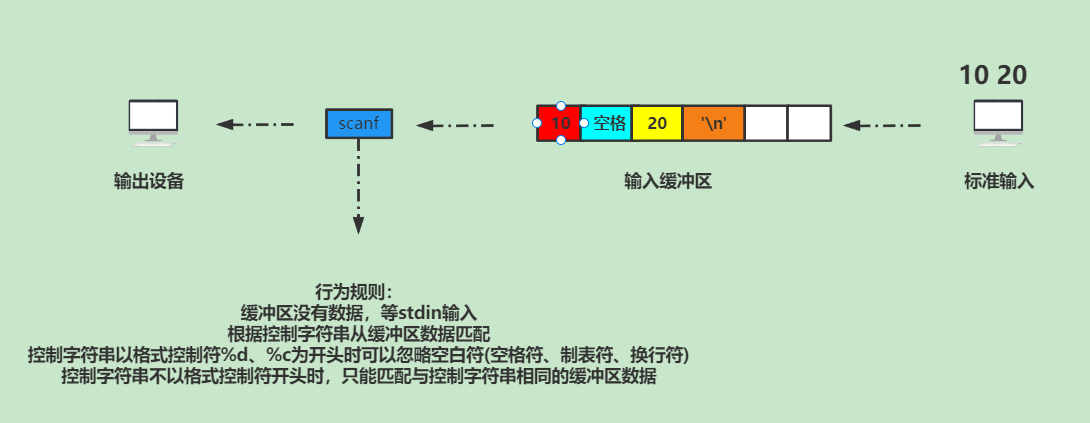 10 20
scanf
10
空格
20
'\n'
输出设备
输入缓冲区
标准输入
行为规则：
缓冲区没有数据，等stdin输入
根据控制字符串从缓冲区数据匹配
控制字符串以格式控制符%d、%c为开头时可以忽略空白符(空格符、制表符、换行符)
控制字符串不以格式控制符开头时，只能匹配与控制字符串相同的缓冲区数据